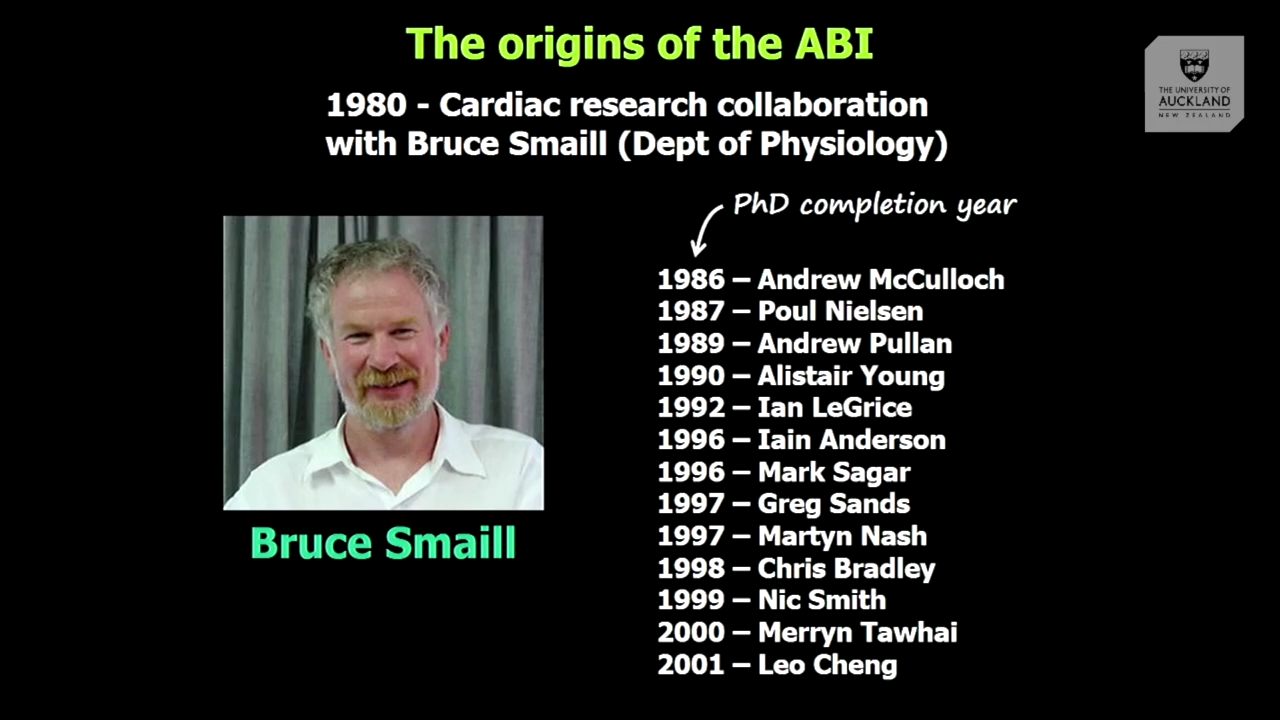 The origins of the ABI
1980 - Cardiac research collaboration
with Bruce Smaill (Dept of Physiology)
THE UNIVERSITY OF
AUCKLAND
NEW ZEALAND
PhD completion year
1986 – Andrew McCulloch
1987 – Poul Nielsen
1989 – Andrew Pullan
1990 – Alistair Young
1992 – Ian LeGrice
1996 – Iain Anderson
1996 – Mark Sagar
1997 – Greg Sands
1997 – Martyn Nash
1998 – Chris Bradley
1999 – Nic Smith
2000 – Merryn Tawhai
2001 – Leo Cheng
Bruce Smaill